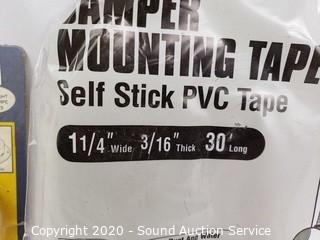 CAMPER
MOUNTING TAPE
Self Stick PVC Tape
1 1/4" Wide 3/16" Thick 30' Long
Copyright 2020 - Sound Auction Service